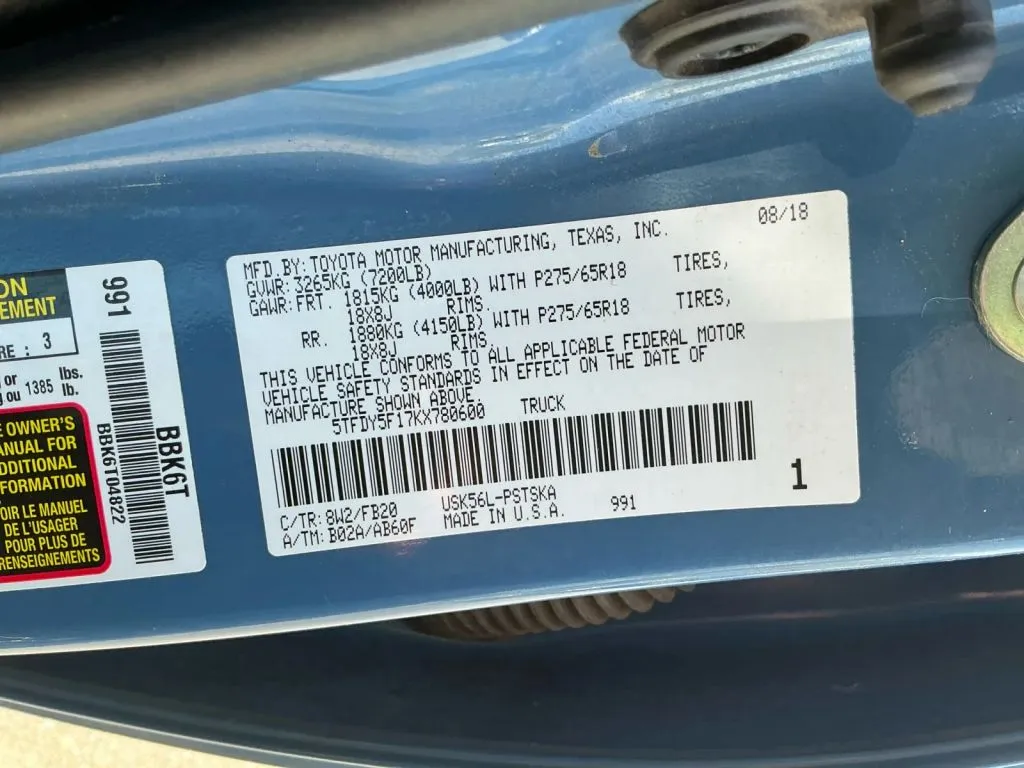 ON
EMENT
RE : 3
or lbs.
ou 1385 lb.
E OWNER'S
ANUAL FOR
DDITIONAL
FORMATION
OIR LE MANUEL
DE L'USAGER
POUR PLUS DE
RENSEIGNEMENTS
991
BBK6T04822
BBK6T
08/18
MFD.BY:TOYOTA MOTOR MANUFACTURING, TEXAS, INC.
GVWR:3265KG (7200LB)
GAWR:FRT. 1815KG (4000LB) WITH P275/65R18 TIRES,
18X8J RIMS.
RR. 1880KG (4150LB) WITH P275/65R18 TIRES,
18X8J RIMS.
THIS VEHICLE CONFORMS TO ALL APPLICABLE FEDERAL MOTOR
VEHICLE SAFETY STANDARDS IN EFFECT ON THE DATE OF
MANUFACTURE SHOWN ABOVE.
5TFDY5F17KX780600 TRUCK
C/TR:8W2/FB20 USK56L-PSTSKA
A/TM:B02A/AB60F MADE IN U.S.A. 991
1